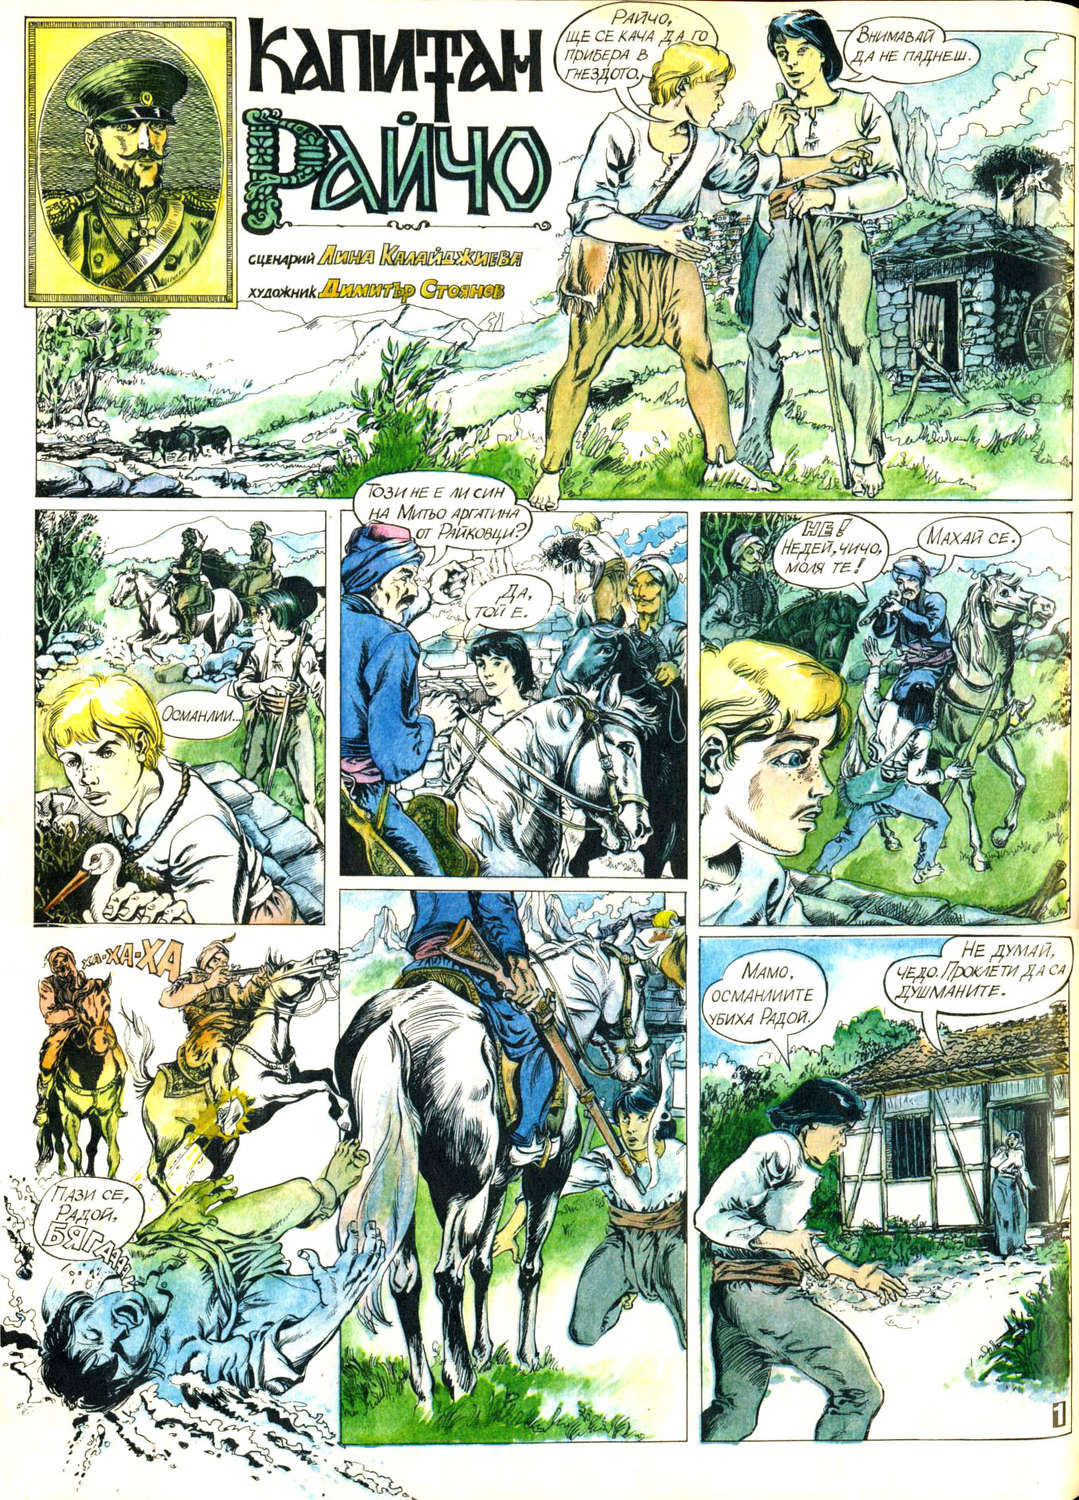 КАПИТАН
РАЙЧО
СЦЕНАРИЙ ЛИНА КАЛАЙДЖИЕВА
ХУДОЖНИК ДИМИТЪР СТОЯНОВ
РАЙЧО,
ЩЕ СЕ КАЧА ДА ГО
ПРИБЕРА В
ГНЕЗДОТО.
ВНИМАВАЙ
ДА НЕ ПАДНЕШ.
ОСМАНЛИИ...
ТОЗИ НЕ Е ЛИ СИН
НА МИТЬО АРГАТИНА
ОТ РАЙКОВЦИ?
ДА,
ТОЙ Е.
НЕ!
НЕДЕЙ, ЧИЧО,
МОЛЯ ТЕ!
МАХАЙ СЕ.
ХА-ХА-ХА
ПАЗИ СЕ,
РАДОЙ,
БЯГАА
МАМО,
ОСМАНЛИИТЕ
УБИХА РАДОЙ.
НЕ ДУМАЙ,
ЧЕДО. ПРОКЛЕТИ ДА СА
ДУШМАНИТЕ.
1